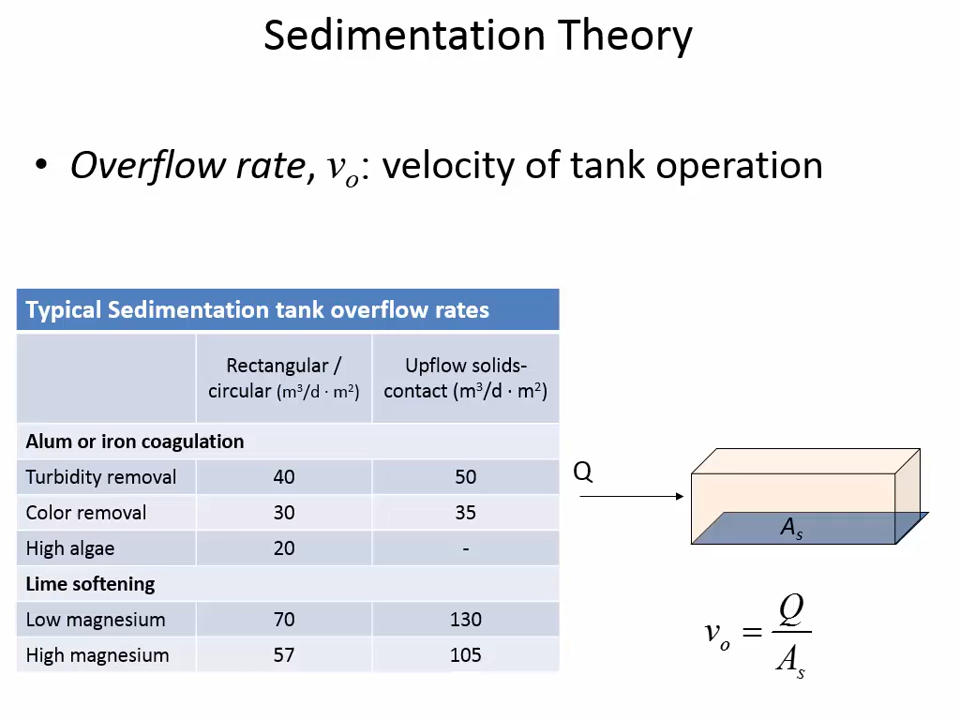 Sedimentation Theory
• Overflow rate, vₒ: velocity of tank operation
Typical Sedimentation tank overflow rates
Rectangular / circular (m³/d · m²) Upflow solids-contact (m³/d · m²)
Alum or iron coagulation
Turbidity removal 40 50
Color removal 30 35
High algae 20 -
Lime softening
Low magnesium 70 130
High magnesium 57 105
Q
Aₛ
vₒ = Q / Aₛ